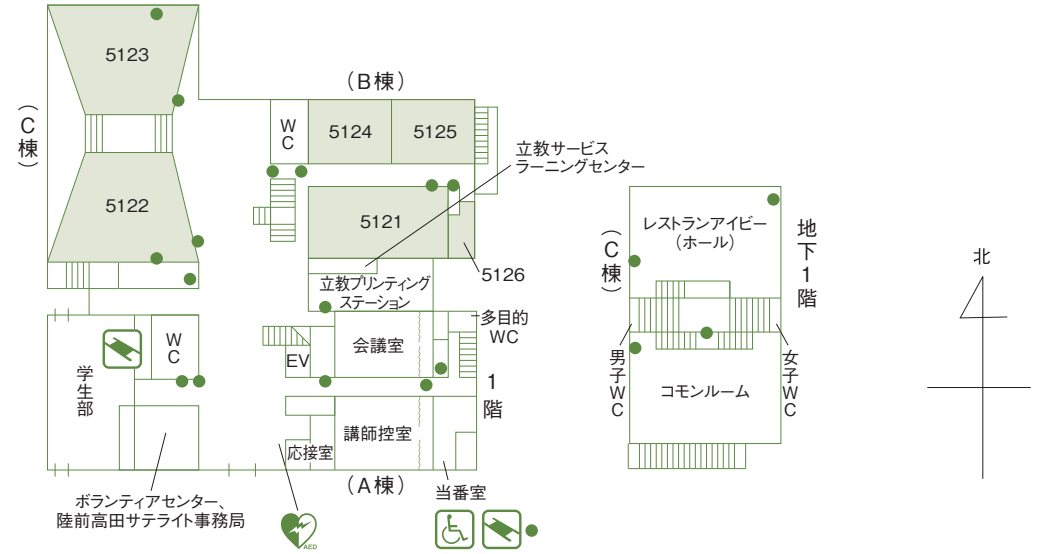 5123
(C棟)
5122
(B棟)
WC
5124
5125
立教サービス
ラーニングセンター
5121
5126
立教プリンティング
ステーション
多目的
WC
会議室
EV
1階
WC
学生部
講師控室
応接室
(A棟)
当番室
ボランティアセンター、
陸前高田サテライト事務局
AED
レストランアイビー
(ホール)
(C棟)
地下1階
男子WC
女子WC
コモンルーム
北